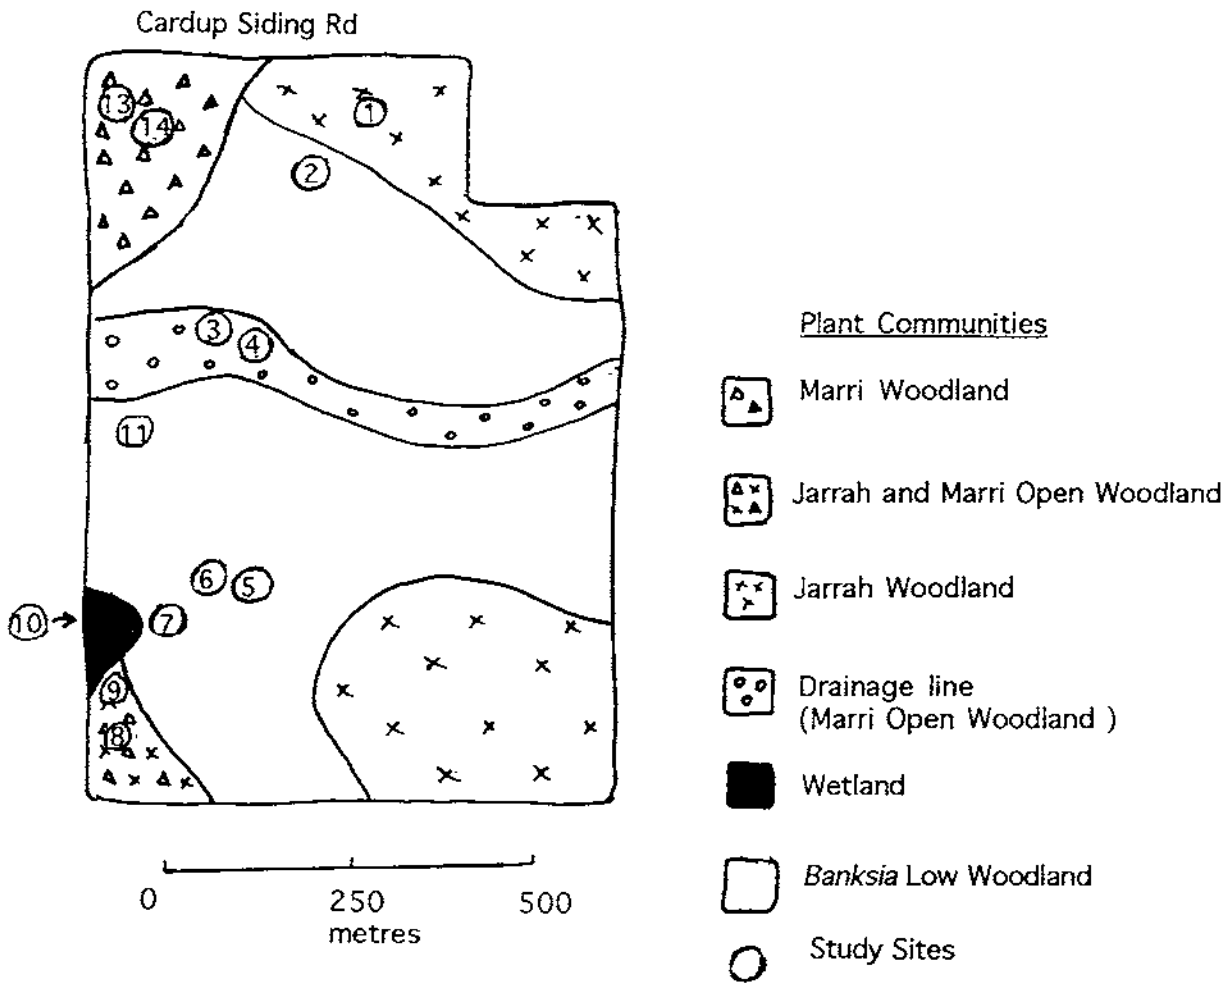 Cardup Siding Rd
13
14
1
2
3
4
11
6
5
10
7
9
8
0
250
500
metres
Plant Communities
Marri Woodland
Jarrah and Marri Open Woodland
Jarrah Woodland
Drainage line
(Marri Open Woodland )
Wetland
Banksia Low Woodland
Study Sites